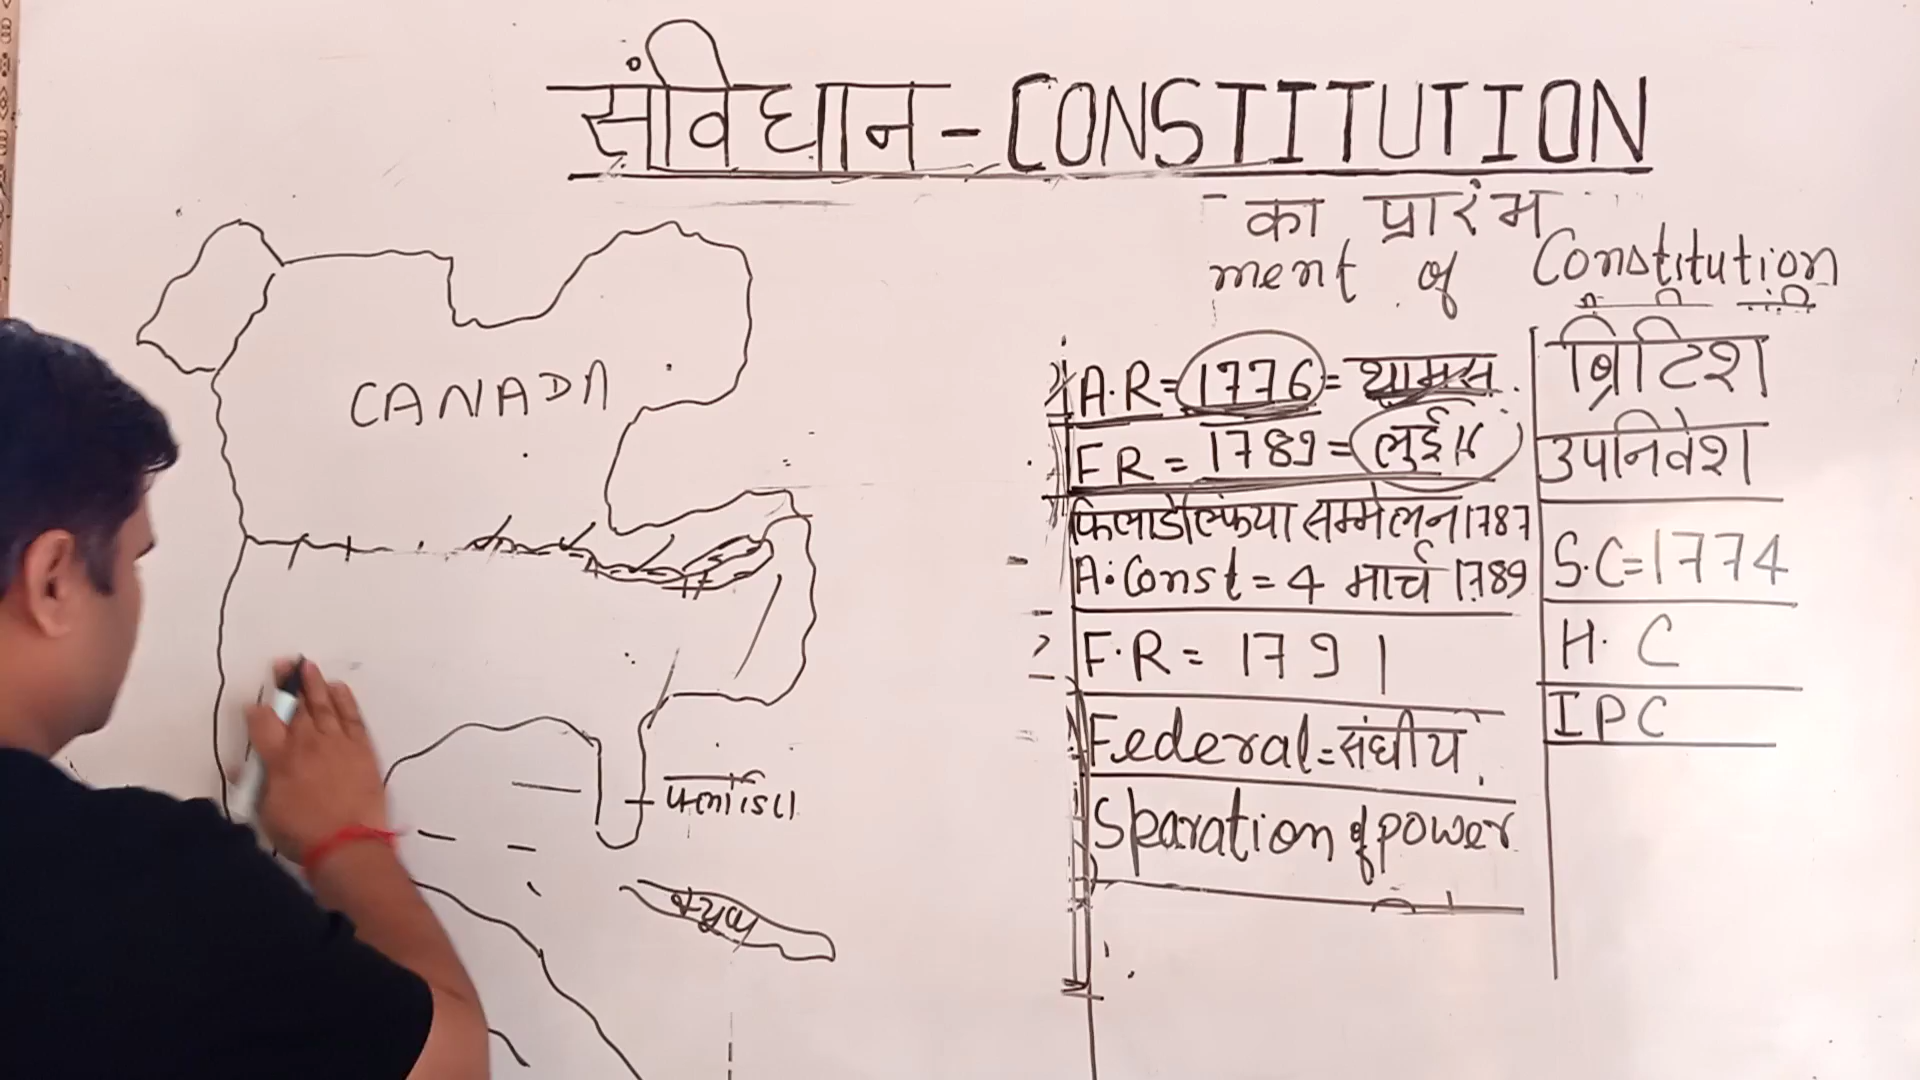 संविधान - CONSTITUTION
का प्रारंभ
ment of Constitution
CANADA
फ्लोरिडा
क्यूबा
A.R = 1776 = थामस
F R = 1789 = लुई 16
फिलाडेल्फिया सम्मेलन 1787
A. Const = 4 मार्च 1789
F.R = 1791
Federal = संघीय
Sparation of power
ब्रिटिश
उपनिवेश
S.C = 1774
H. C
IPC